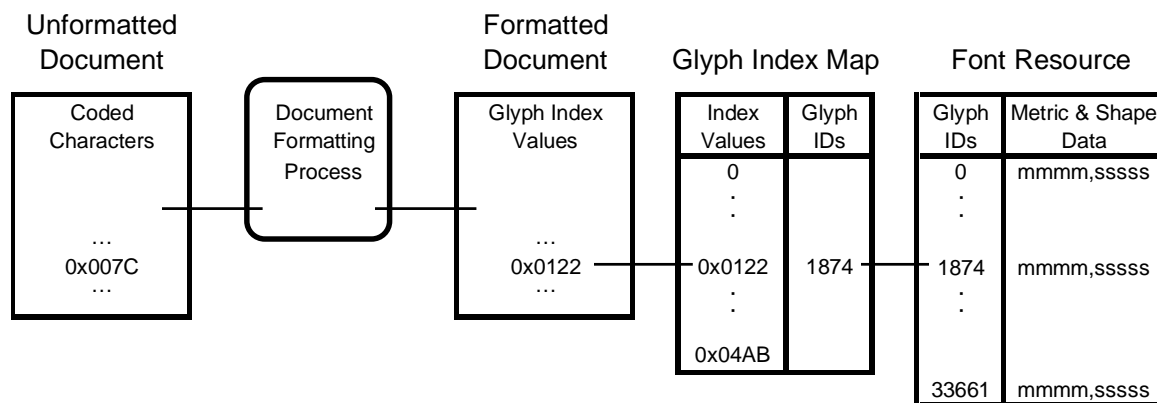 Unformatted
Document
Formatted
Document
Glyph Index Map
Font Resource
Coded
Characters
Document
Formatting
Process
Glyph Index
Values
Index
Values
Glyph
IDs
Glyph
IDs
Metric & Shape
Data
0
0
mmmm,sssss
.
.
.
.
…
0x007C
…
…
0x0122
…
0x0122
1874
1874
mmmm,sssss
.
.
.
.
0x04AB
33661
mmmm,sssss